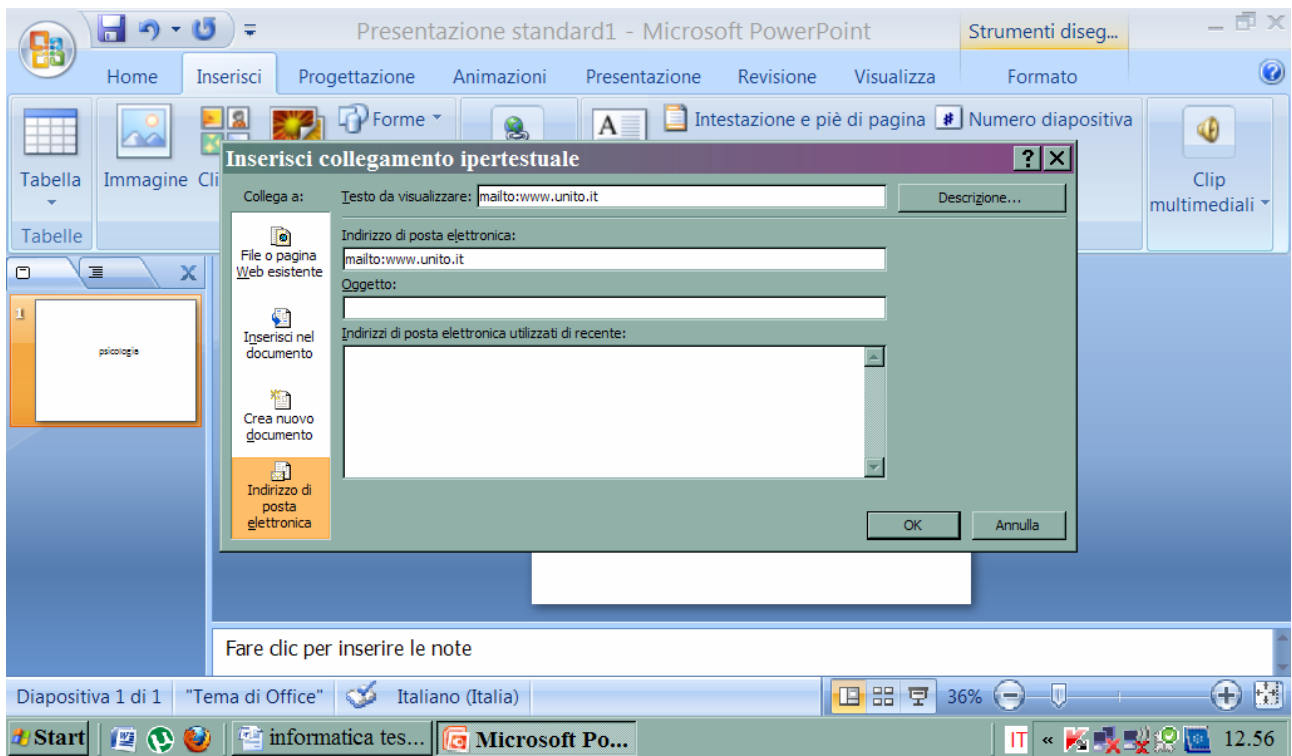 Presentazione standard1 - Microsoft PowerPoint
Strumenti diseg...
Home Inserisci Progettazione Animazioni Presentazione Revisione Visualizza Formato
Forme
Intestazione e piè di pagina # Numero diapositiva
A
Tabella Immagine Cli
Clip multimediali
Tabelle
Inserisci collegamento ipertestuale
Collega a:
Testo da visualizzare: mailto:www.unito.it
Descrizione...
File o pagina
Web esistente
Inserisci nel
documento
Crea nuovo
documento
Indirizzo di
posta
elettronica
Indirizzo di posta elettronica:
mailto:www.unito.it
Oggetto:
Indirizzi di posta elettronica utilizzati di recente:
OK Annulla
1
psicologia
Fare clic per inserire le note
Diapositiva 1 di 1 "Tema di Office" Italiano (Italia) 36%
Start informatica tes... Microsoft Po... IT « 12.56